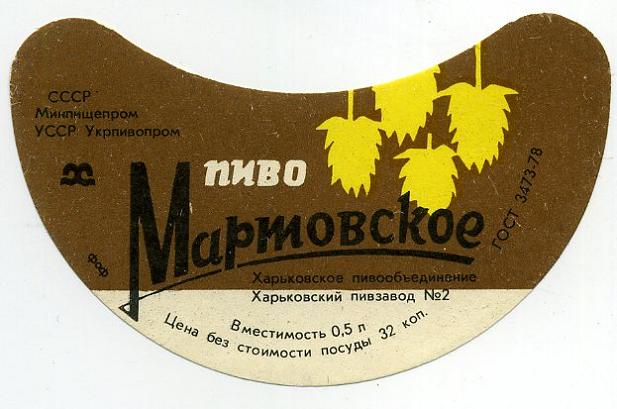 СССР
Минпищепром
УССР Укрпивопром
пиво
Мартовское
ГОСТ 3473-78
фоф
Харьковское пивообъединение
Харьковский пивзавод №2
Вместимость 0,5 л
Цена без стоимости посуды 32 коп.